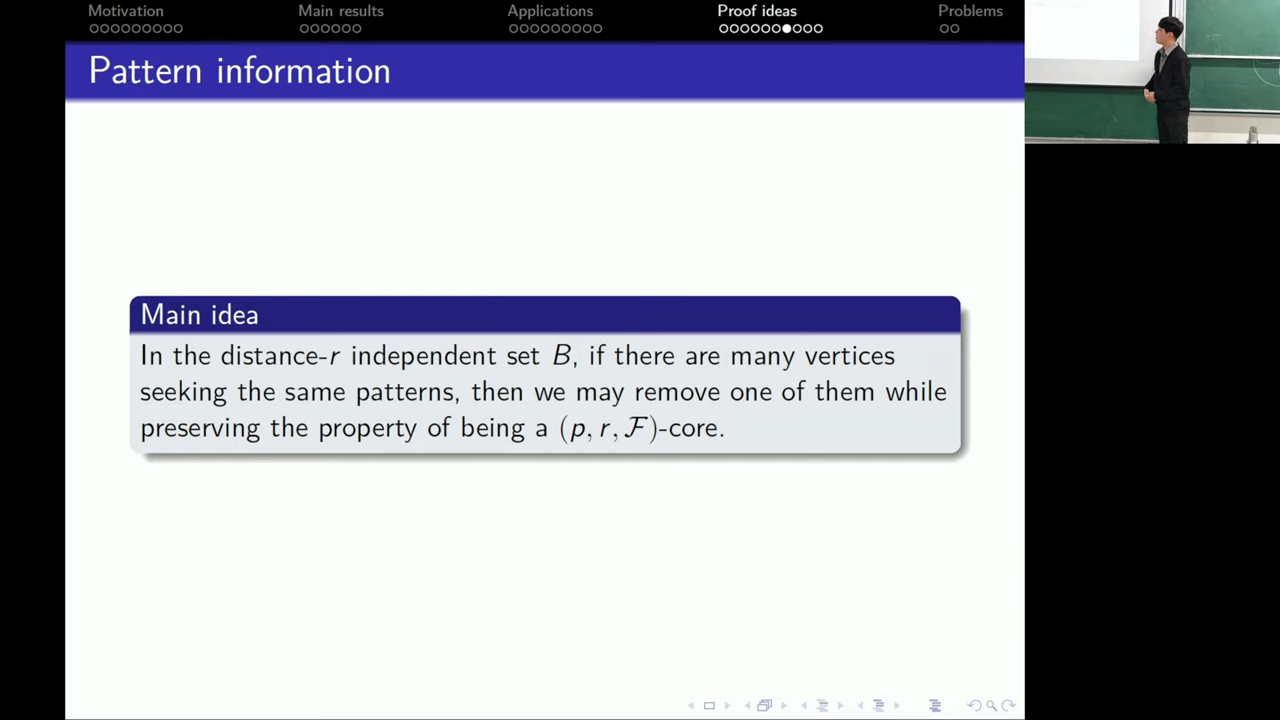 Motivation Main results Applications Proof ideas Problems
Pattern information
Main idea
In the distance-r independent set B, if there are many vertices
seeking the same patterns, then we may remove one of them while
preserving the property of being a (p, r, ℱ)-core.